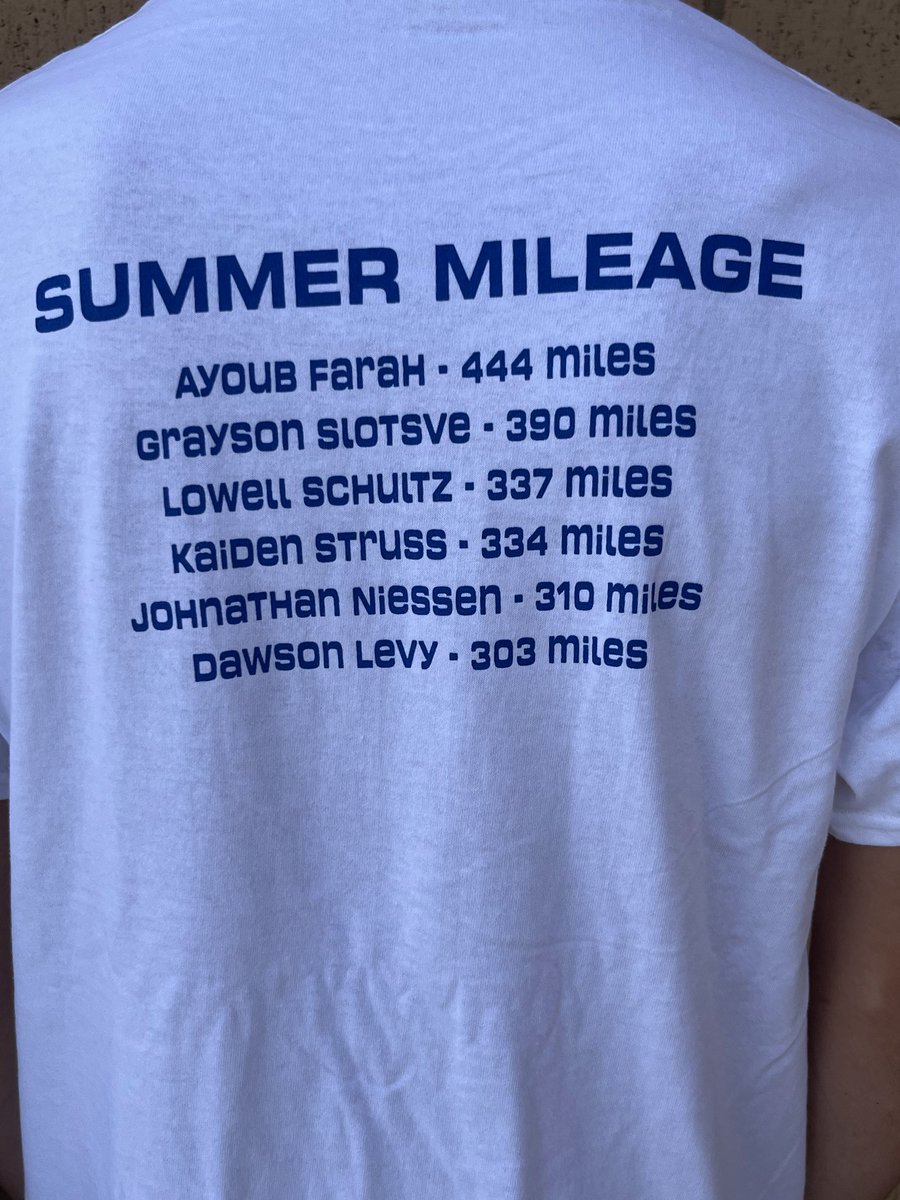 SUMMER MILEAGE
AYOUB Farah - 444 miles
Grayson Slotsve - 390 miles
Lowell Schultz - 337 miles
Kaiden Struss - 334 miles
Johnathan Niessen - 310 miles
Dawson Levy - 303 miles